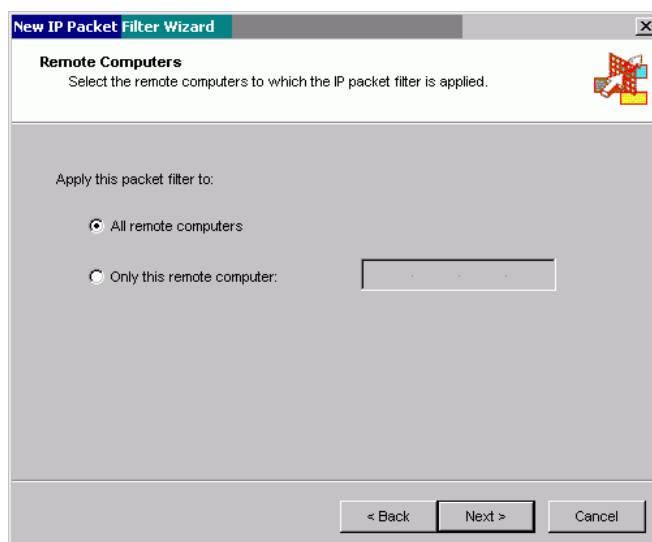 New IP Packet Filter Wizard
Remote Computers
Select the remote computers to which the IP packet filter is applied.
Apply this packet filter to:
All remote computers
Only this remote computer:
< Back
Next >
Cancel